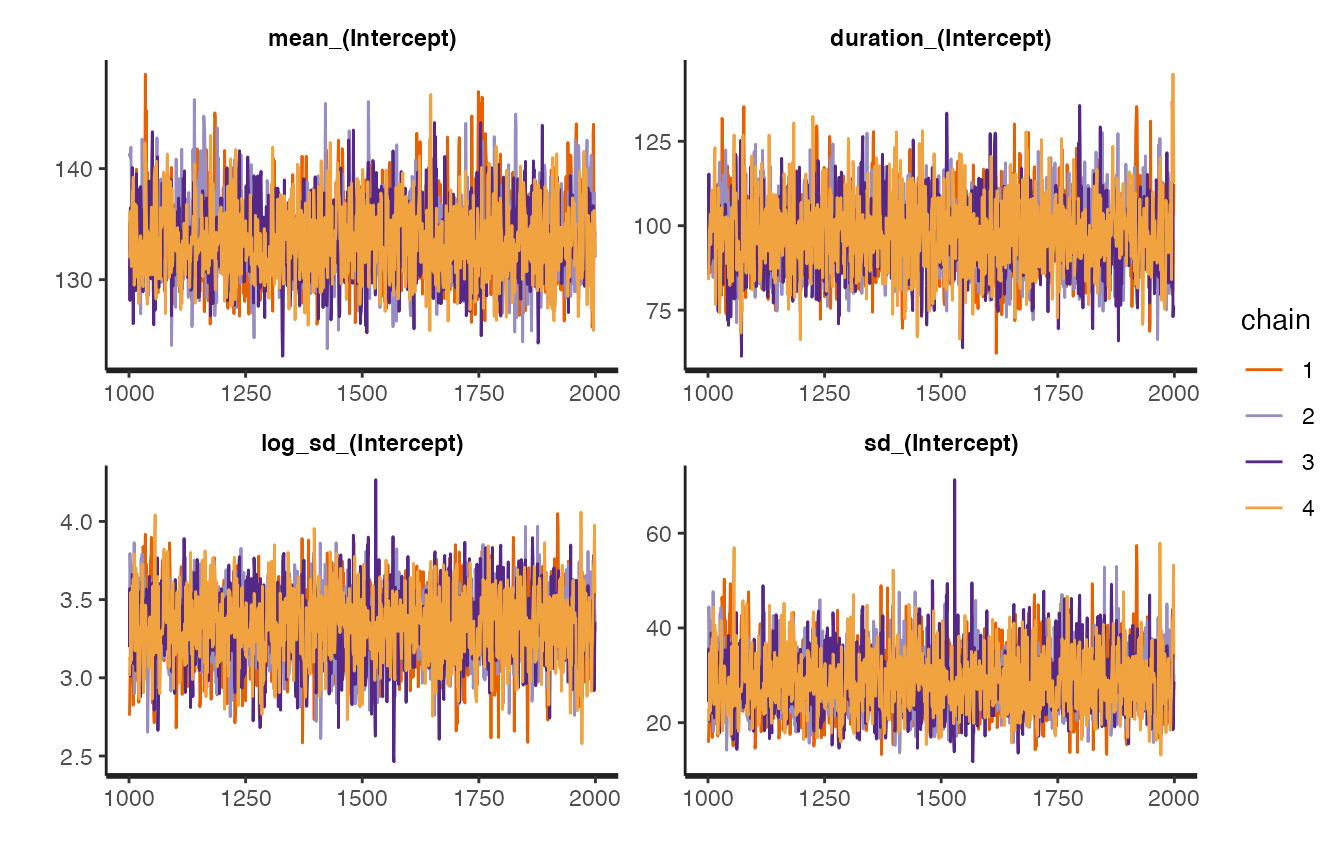 mean_(Intercept)
140
130
1000 1250 1500 1750 2000
duration_(Intercept)
125
100
75
1000 1250 1500 1750 2000
log_sd_(Intercept)
4.0
3.5
3.0
2.5
1000 1250 1500 1750 2000
sd_(Intercept)
60
40
20
1000 1250 1500 1750 2000
chain
1
2
3
4